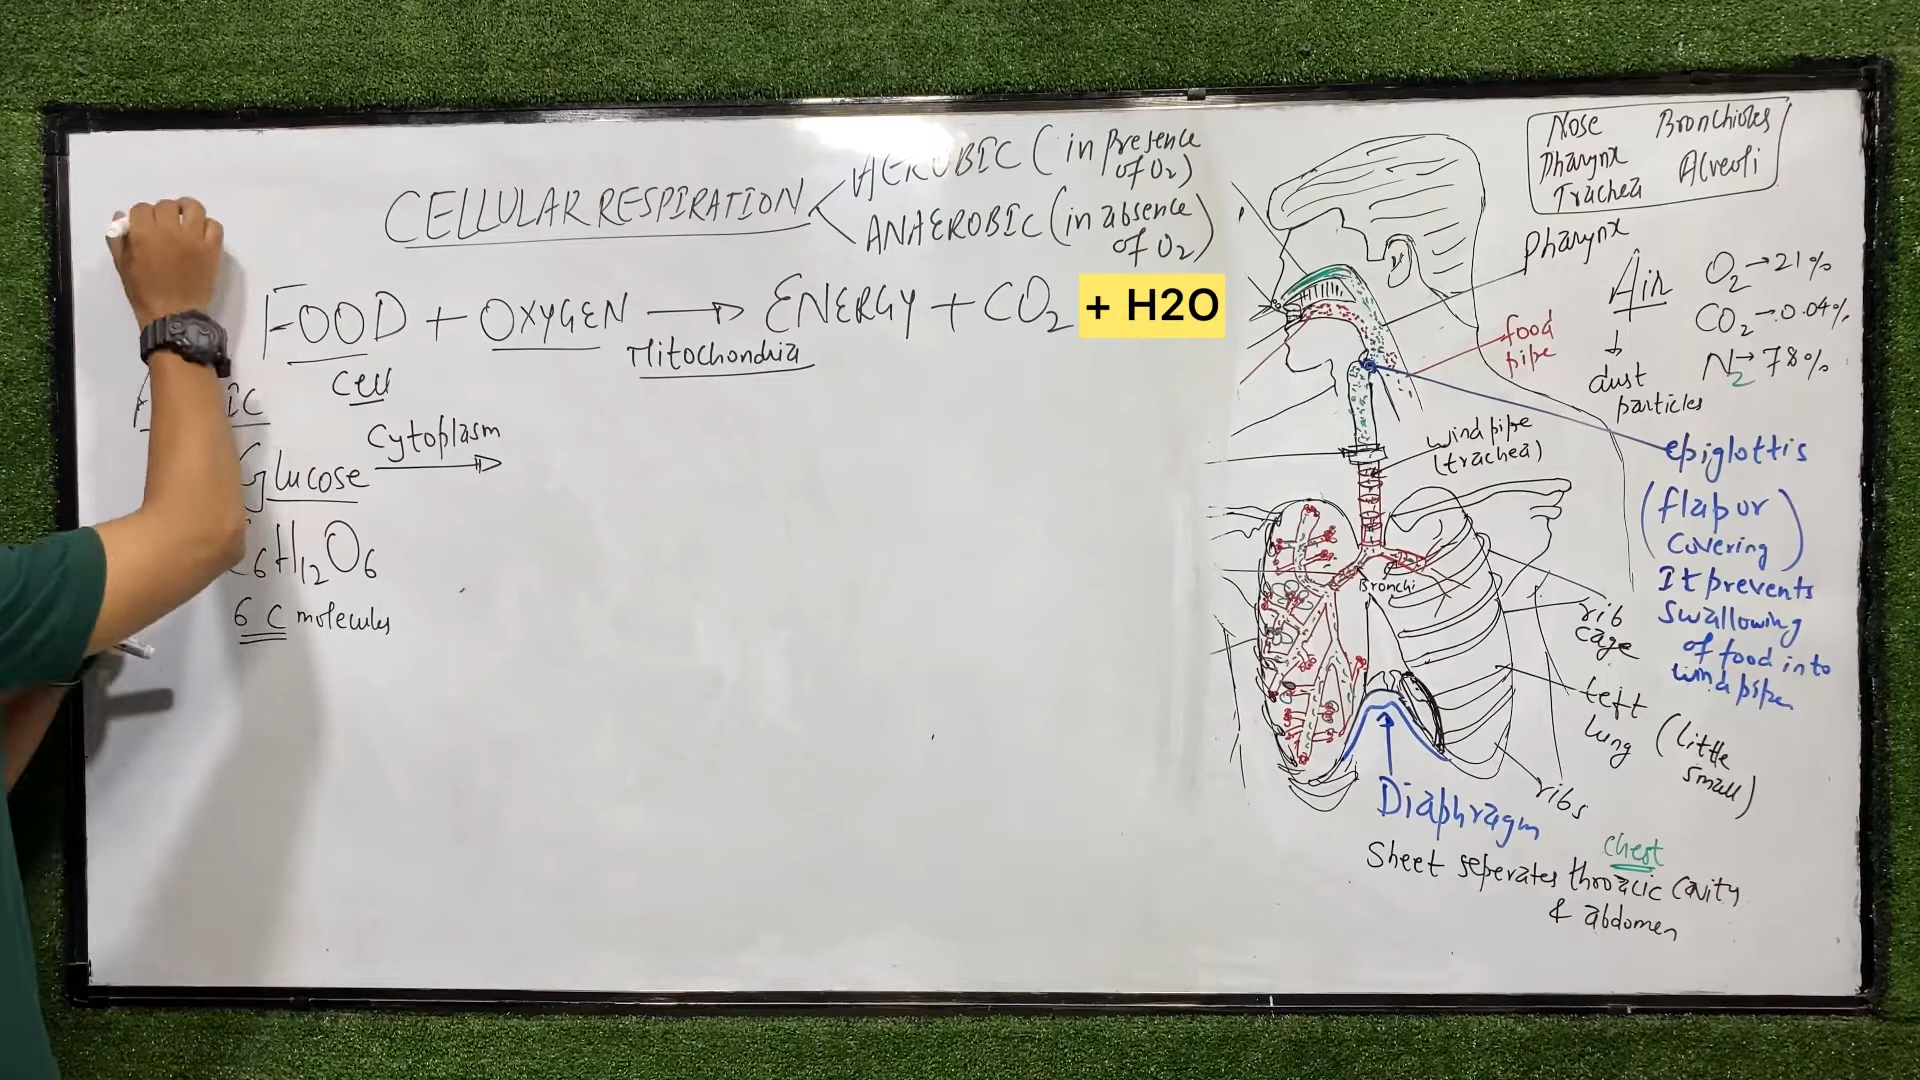 CELLULAR RESPIRATION
AEROBIC (in presence
of O2)
ANAEROBIC (in absence
of O2)
FOOD + OXYGEN → ENERGY + CO2 + H2O
Mitochondria
Cell
Cytoplasm
Glucose
C6H12O6
6 C molecules
Nose Bronchioles
Pharynx Alveoli
Trachea
Pharynx
Air
O2→21%
CO2→0.04%
N2→78%
dust
particles
food
pipe
windpipe
(trachea)
epiglottis
(flap or
covering)
It prevents
swallowing
of food into
wind pipe
Bronchi
rib
cage
left
lung (little
small)
ribs
Diaphragm
chest
Sheet seperates throacic cavity
& abdomen